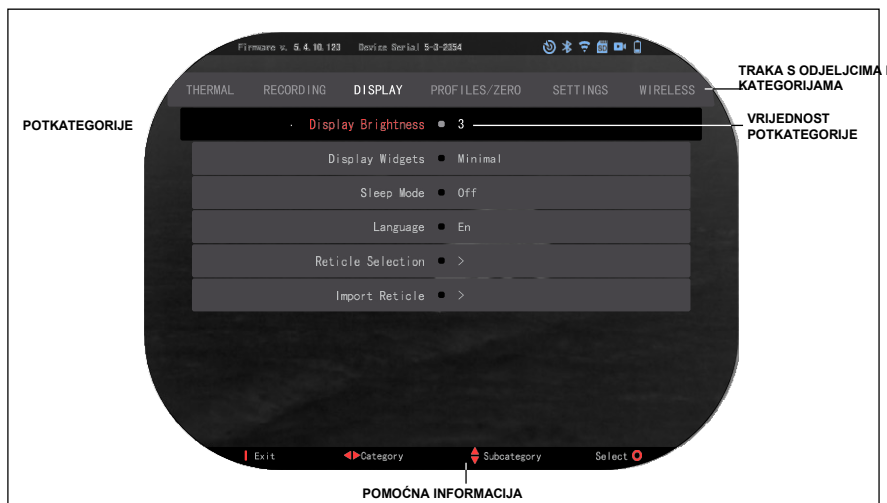 Firmware v. 5.4.10.123 Device Serial 5-3-2354
THERMAL RECORDING DISPLAY PROFILES/ZERO SETTINGS WIRELESS
TRAKA S ODJELJCIMA I
KATEGORIJAMA
POTKATEGORIJE
Display Brightness 3
VRIJEDNOST
POTKATEGORIJE
Display Widgets Minimal
Sleep Mode Off
Language En
Reticle Selection >
Import Reticle >
Exit Category Subcategory Select
POMOĆNA INFORMACIJA